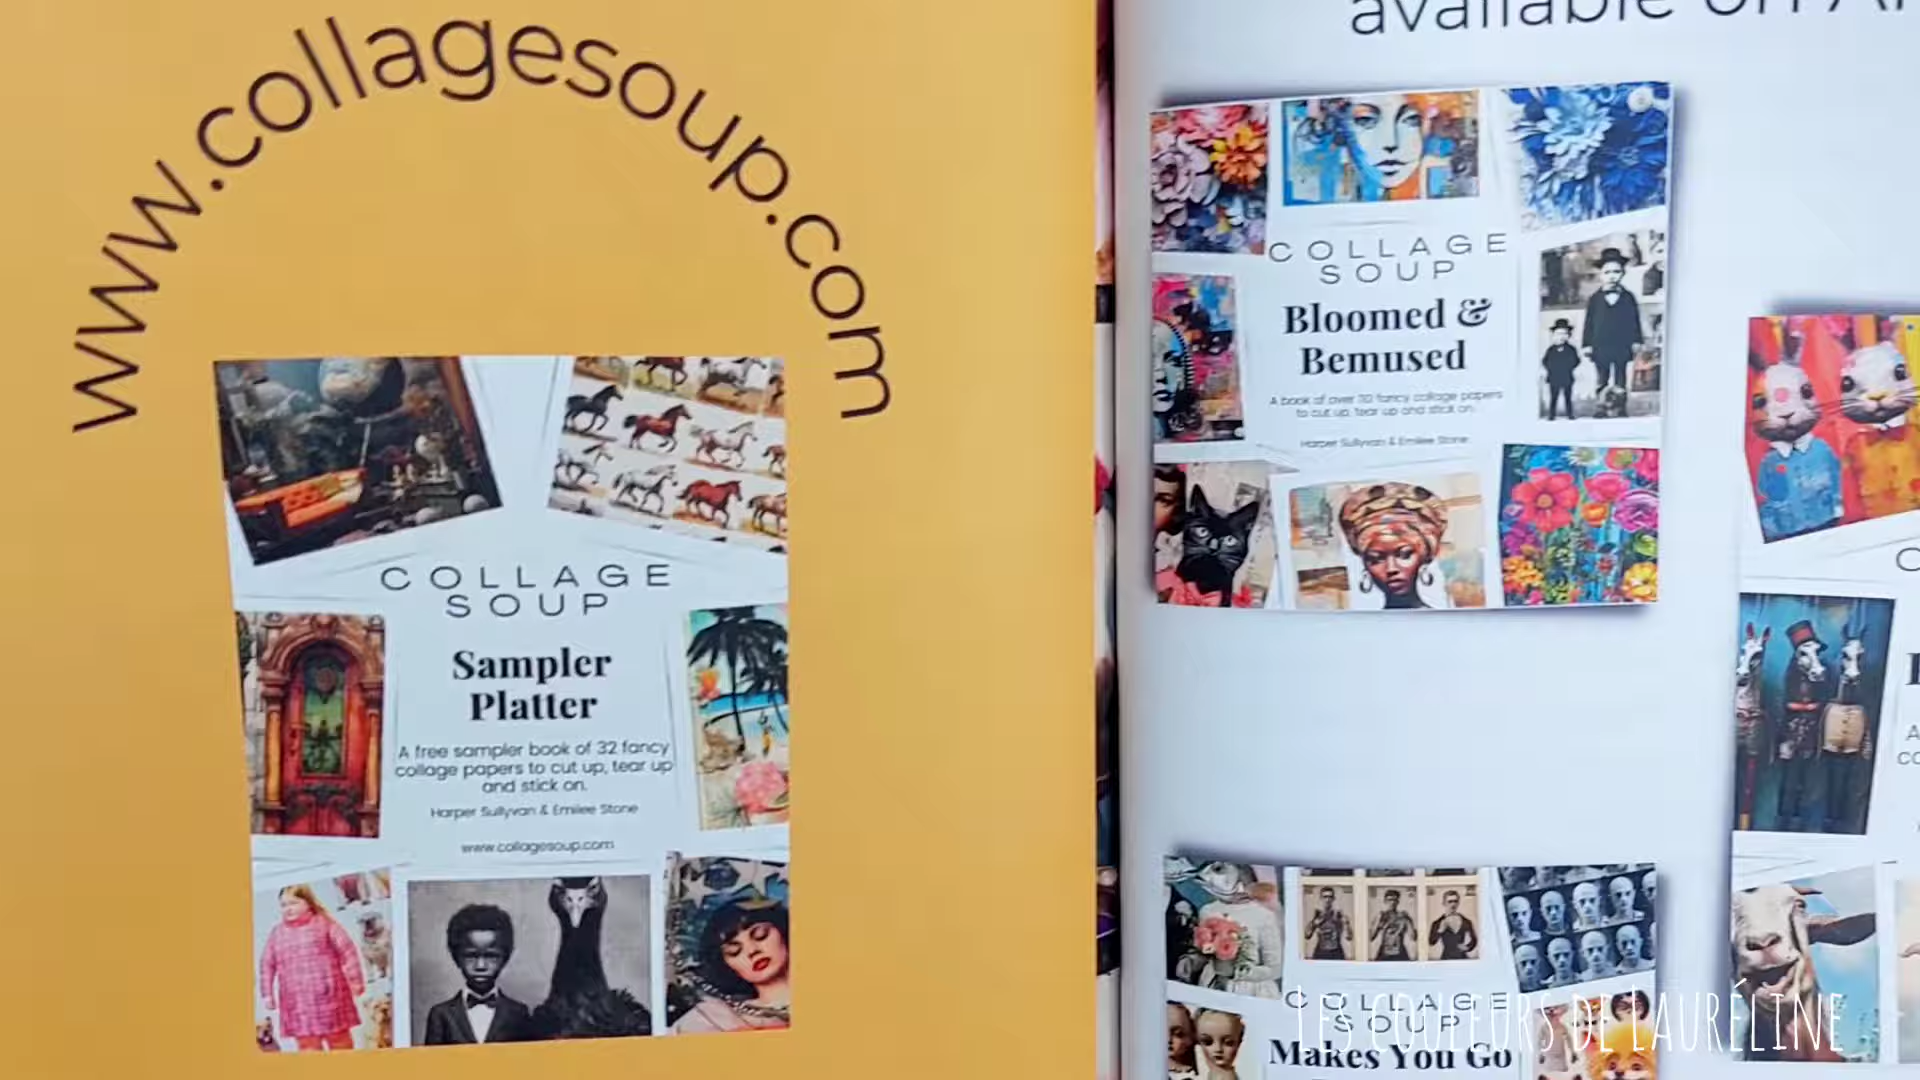 www.collagesoup.com
COLLAGE
SOUP
Sampler
Platter
A free sampler book of 32 fancy
collage papers to cut up, tear up
and stick on.
Harper Sullyvan & Emilee Stone
www.collagesoup.com
available on
COLLAGE
SOUP
Bloomed &
Bemused
A book of over 110 fancy collage papers
to cut up, tear up and stick on.
Harper Sullyvan & Emilee Stone
COLLAGE
SOUP
Makes You Go
Les couleurs de Lauréline